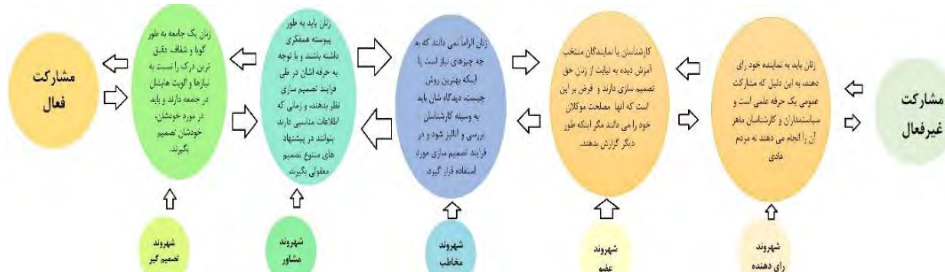 مشارکت
غیرفعال
زنان باید به نماینده خود رای
دهند، به این دلیل که مشارکت
عمومی یک حرفه علمی است و
سیاستمداران و کارشناسان ماهر
آن را انجام می دهند نه مردم
عادی
شهروند
رای دهنده
کارشناسان یا نمایندگان منتخب
آموزش دیده به نیابت از زنان حق
تصمیم سازی دارند و فرض بر این
است که آنها مصلحت موکلان
خود را می دانند مگر اینکه طور
دیگر گزارش بدهند.
شهروند
عضو
زنان الزاماً نمی دانند که به
چه چیزهای نیاز است یا
اینکه بهترین روش
چیست. دیدگاه شان باید
به وسیله کارشناسان
بررسی و آنالیز شود و در
فرایند تصمیم سازی مورد
استفاده قرار گیرد.
شهروند
مخاطب
زنان باید به طور
پیوسته همفکری
داشته باشند و با توجه
به حرفه اشان در طی
فرایند تصمیم سازی
نظر بدهند، و زمانی که
اطلاعات مناسبی دارند
بتوانند در پیشنهاد
های متنوع تصمیم
معقولی بگیرند.
شهروند
مشاور
زنان یک جامعه به طور
گویا و شفاف دقیق
ترین درک را نسبت به
نیازها و الویت هایشان
در جامعه دارند و باید
در مورد خودشان،
خودشان تصمیم
بگیرند.
شهروند
تصمیم گیر
مشارکت
فعال